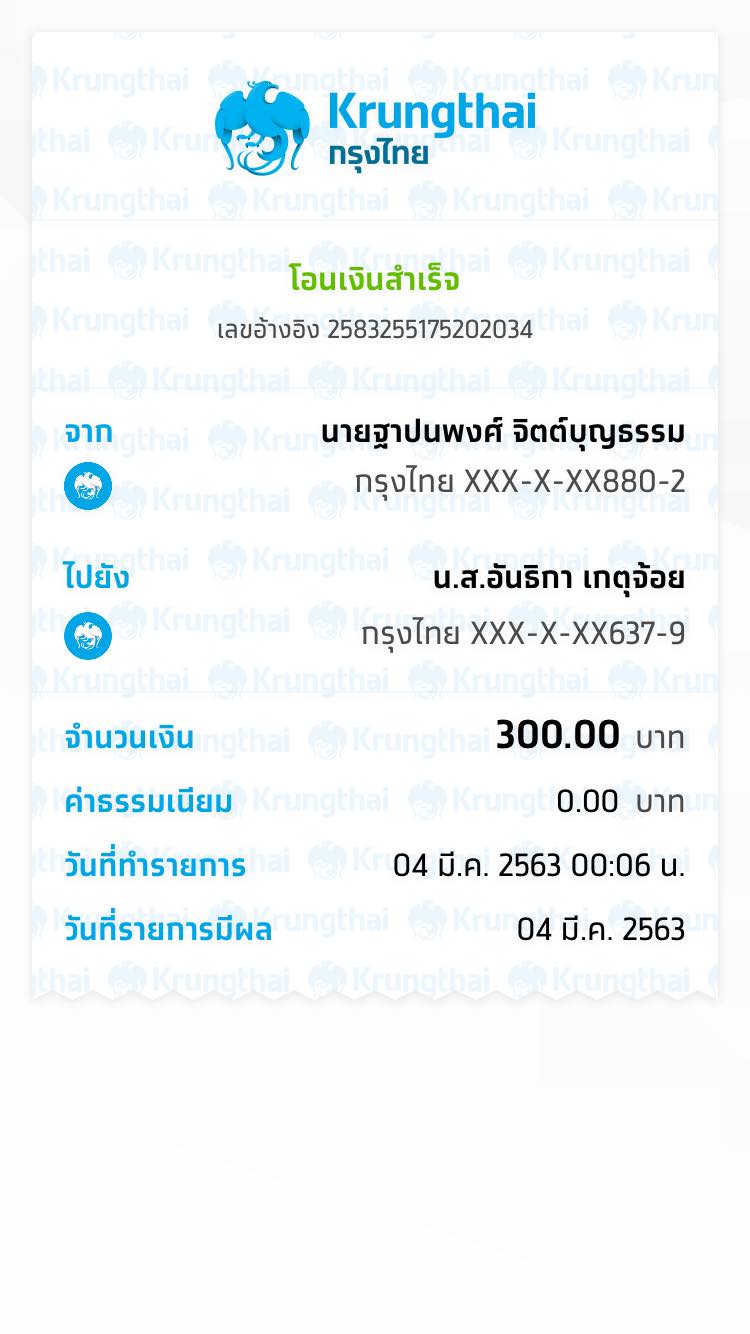 Krungthai
กรุงไทย
โอนเงินสำเร็จ
เลขอ้างอิง 2583255175202034
จาก นายฐาปนพงศ์ จิตต์บุญธรรม
กรุงไทย XXX-X-XX880-2
ไปยัง น.ส.อันธิกา เกตุจ้อย
กรุงไทย XXX-X-XX637-9
จำนวนเงิน 300.00 บาท
ค่าธรรมเนียม 0.00 บาท
วันที่ทำรายการ 04 มี.ค. 2563 00:06 น.
วันที่รายการมีผล 04 มี.ค. 2563